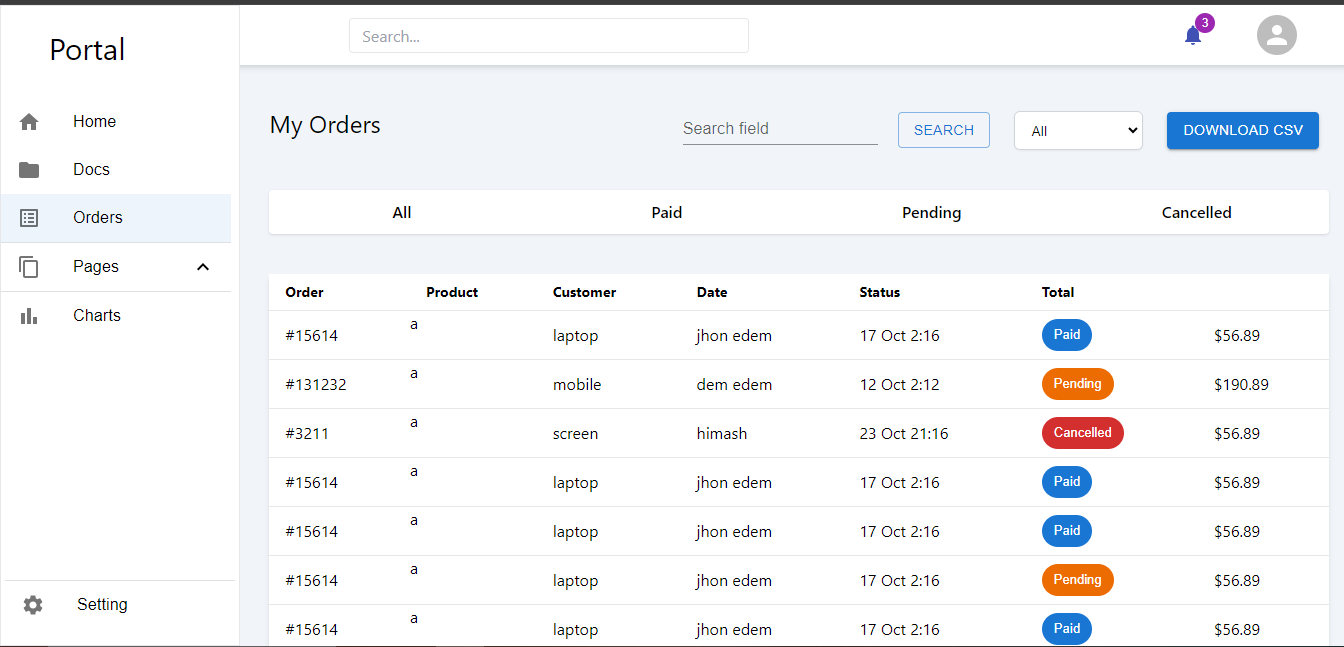 Portal
Search...
3
Home
Docs
Orders
Pages
Charts
Setting
My Orders
Search field
SEARCH
All
DOWNLOAD CSV
All Paid Pending Cancelled
Order Product Customer Date Status Total
#15614 a laptop jhon edem 17 Oct 2:16 Paid $56.89
#131232 a mobile dem edem 12 Oct 2:12 Pending $190.89
#3211 a screen himash 23 Oct 21:16 Cancelled $56.89
#15614 a laptop jhon edem 17 Oct 2:16 Paid $56.89
#15614 a laptop jhon edem 17 Oct 2:16 Paid $56.89
#15614 a laptop jhon edem 17 Oct 2:16 Pending $56.89
#15614 a laptop jhon edem 17 Oct 2:16 Paid $56.89